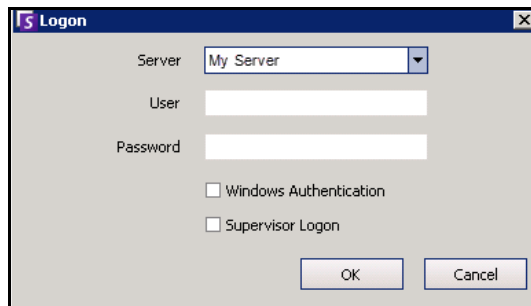 S Logon
Server My Server
User
Password
Windows Authentication
Supervisor Logon
OK Cancel